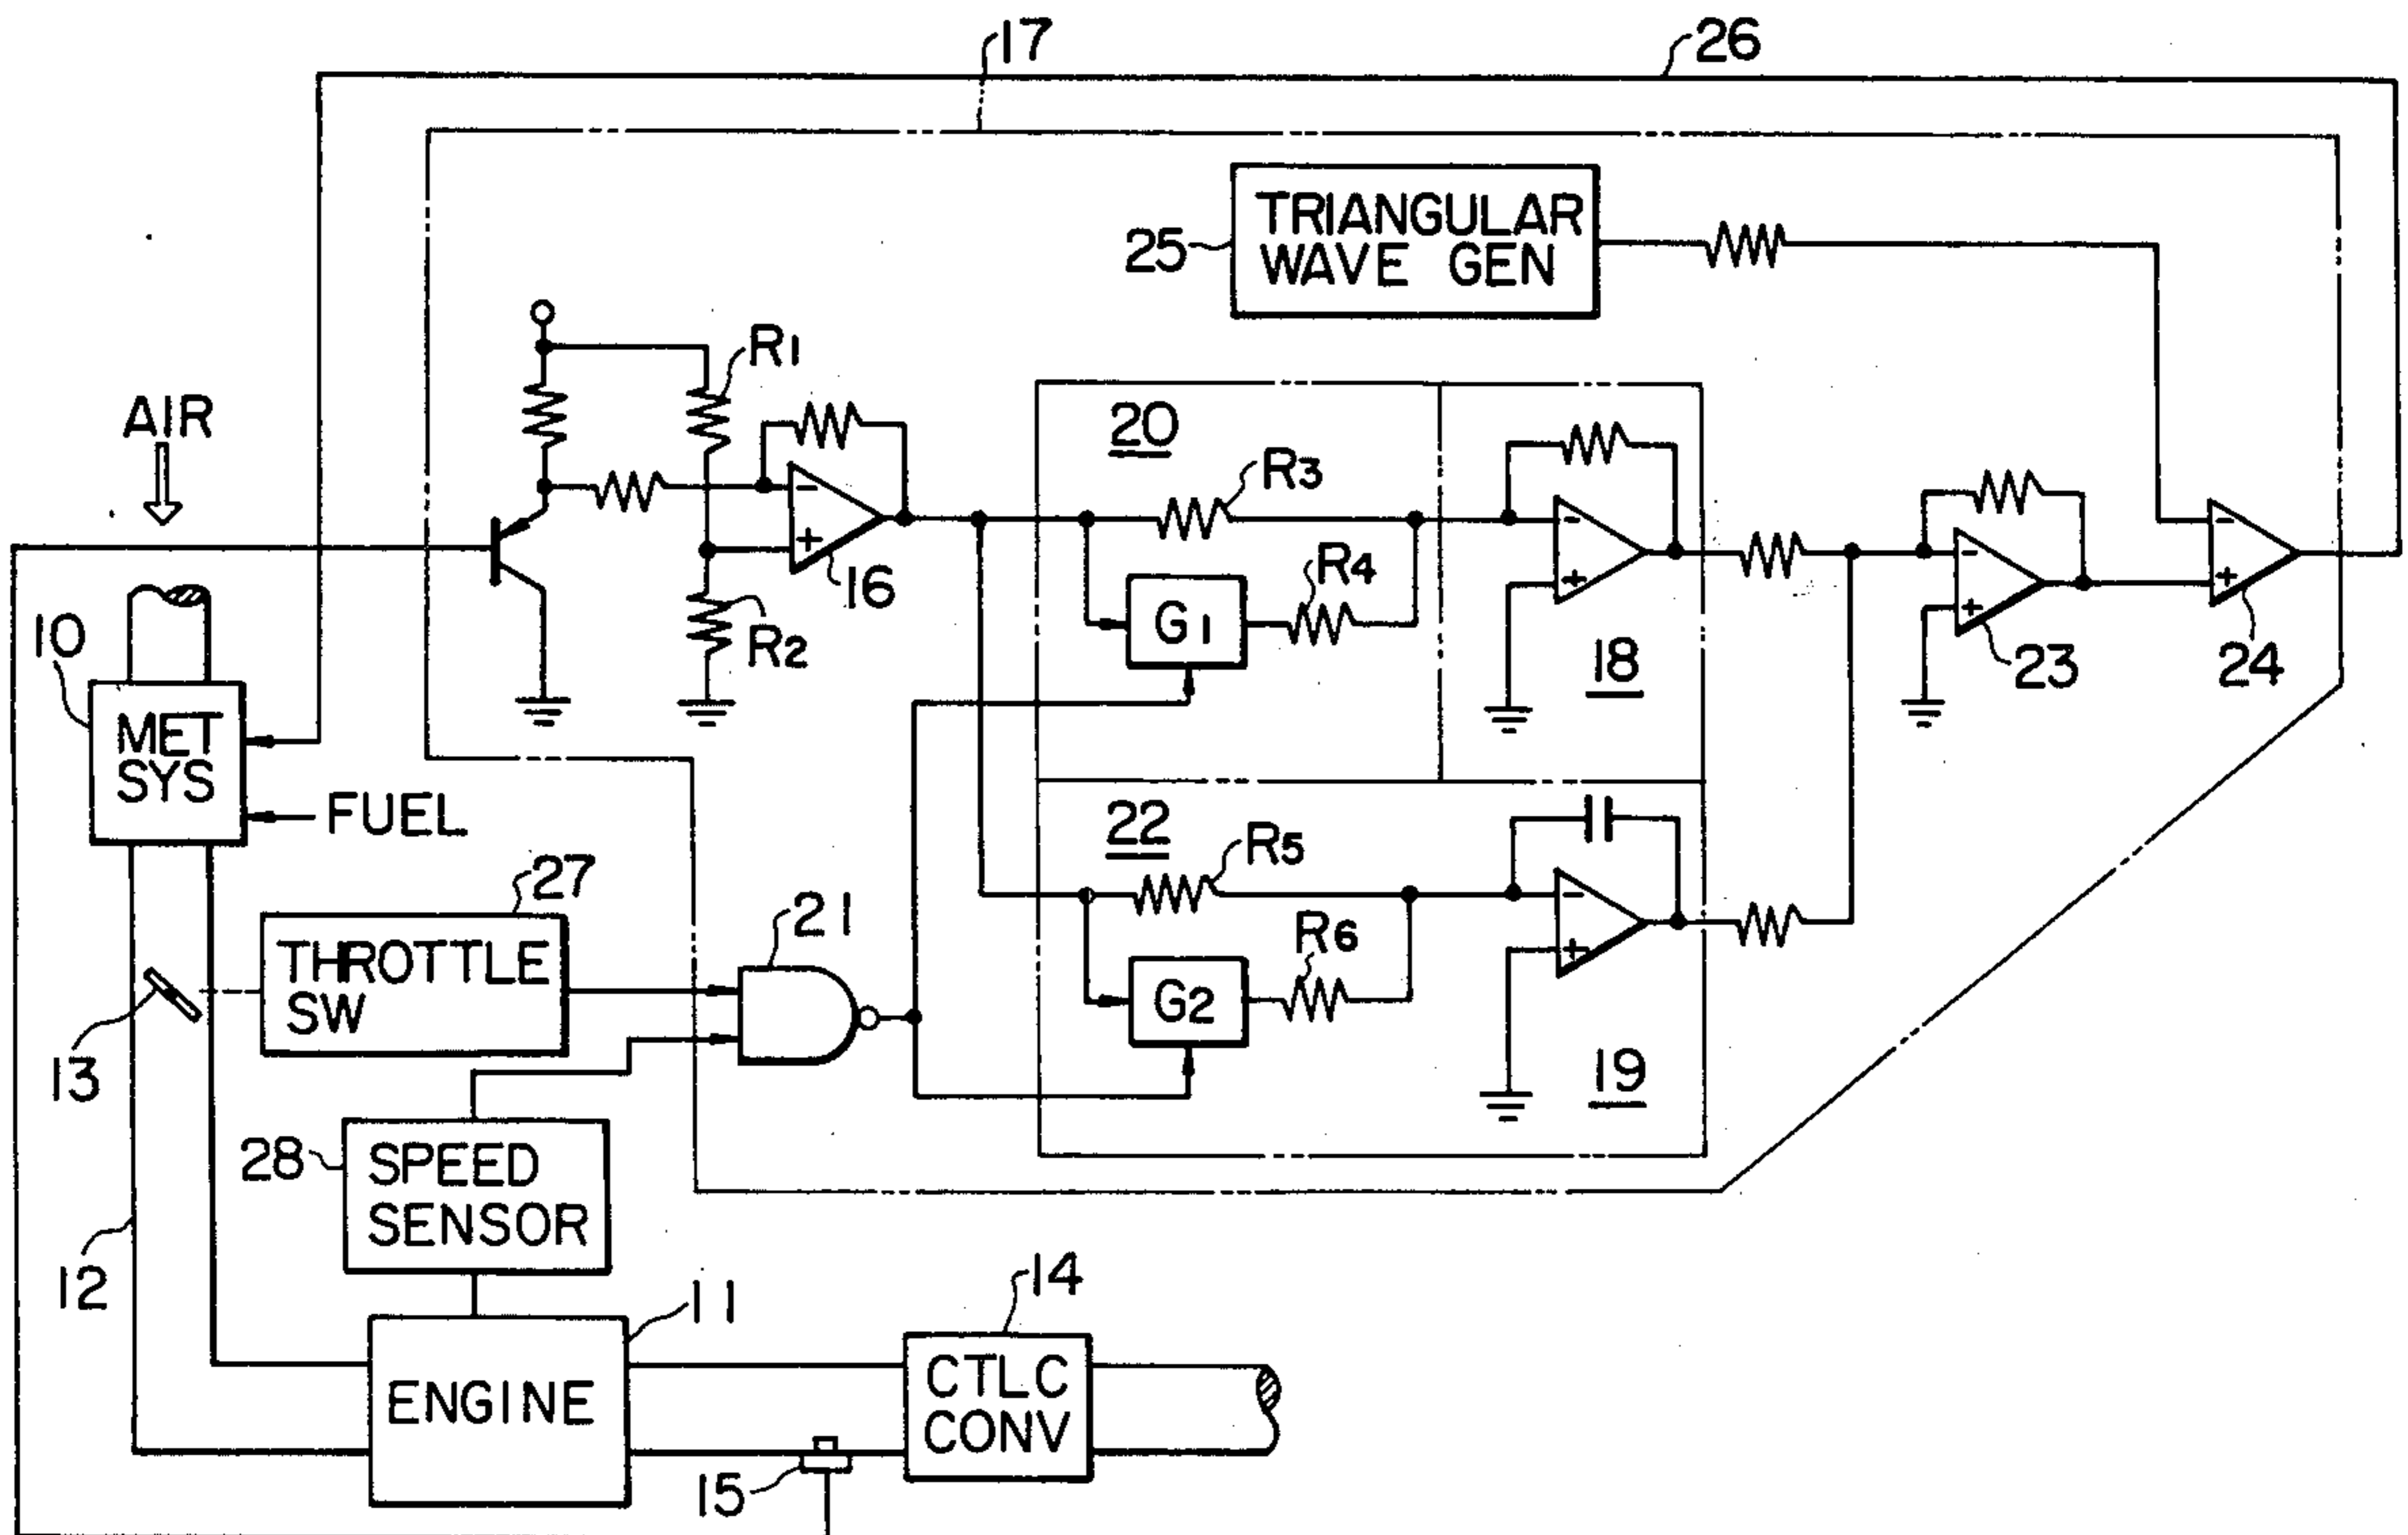 17
26
TRIANGULAR
WAVE GEN
25
R1
AIR
20
R3
-
+
16
R4
G1
R2
-
+
18
-
+
23
-
+
24
10
MET
SYS
FUEL
22
R5
27
THROTTLE
SW
21
R6
G2
-
+
19
13
28
SPEED
SENSOR
12
11
14
ENGINE
CTLC
CONV
15